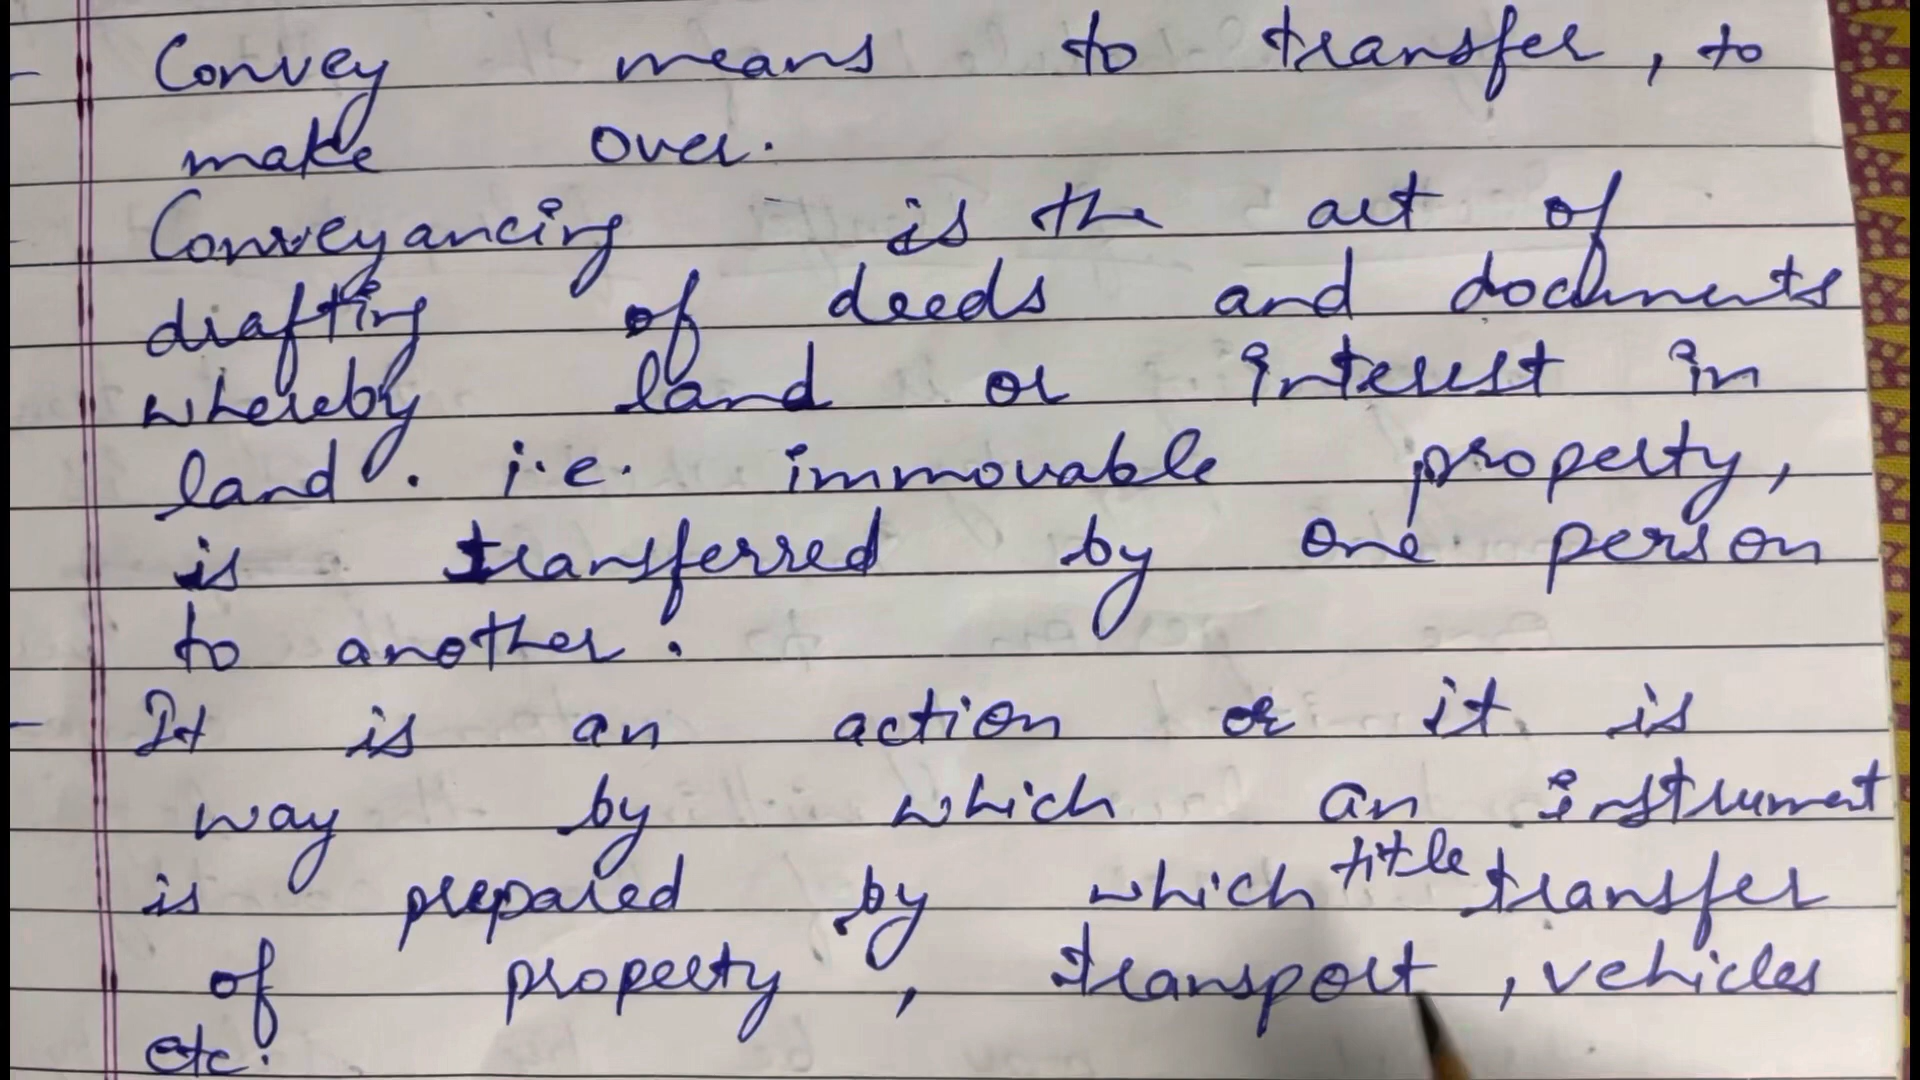 - Convey means to transfer, to
make over.
- Conveyancing is the art of
drafting of deeds and documents
whereby land or interest in
land. i.e. immovable property,
is transferred by one person
to another.
- It is an action or it is
way by which an instrument
is prepared by which title transfer
of property, transport, vehicles
etc.